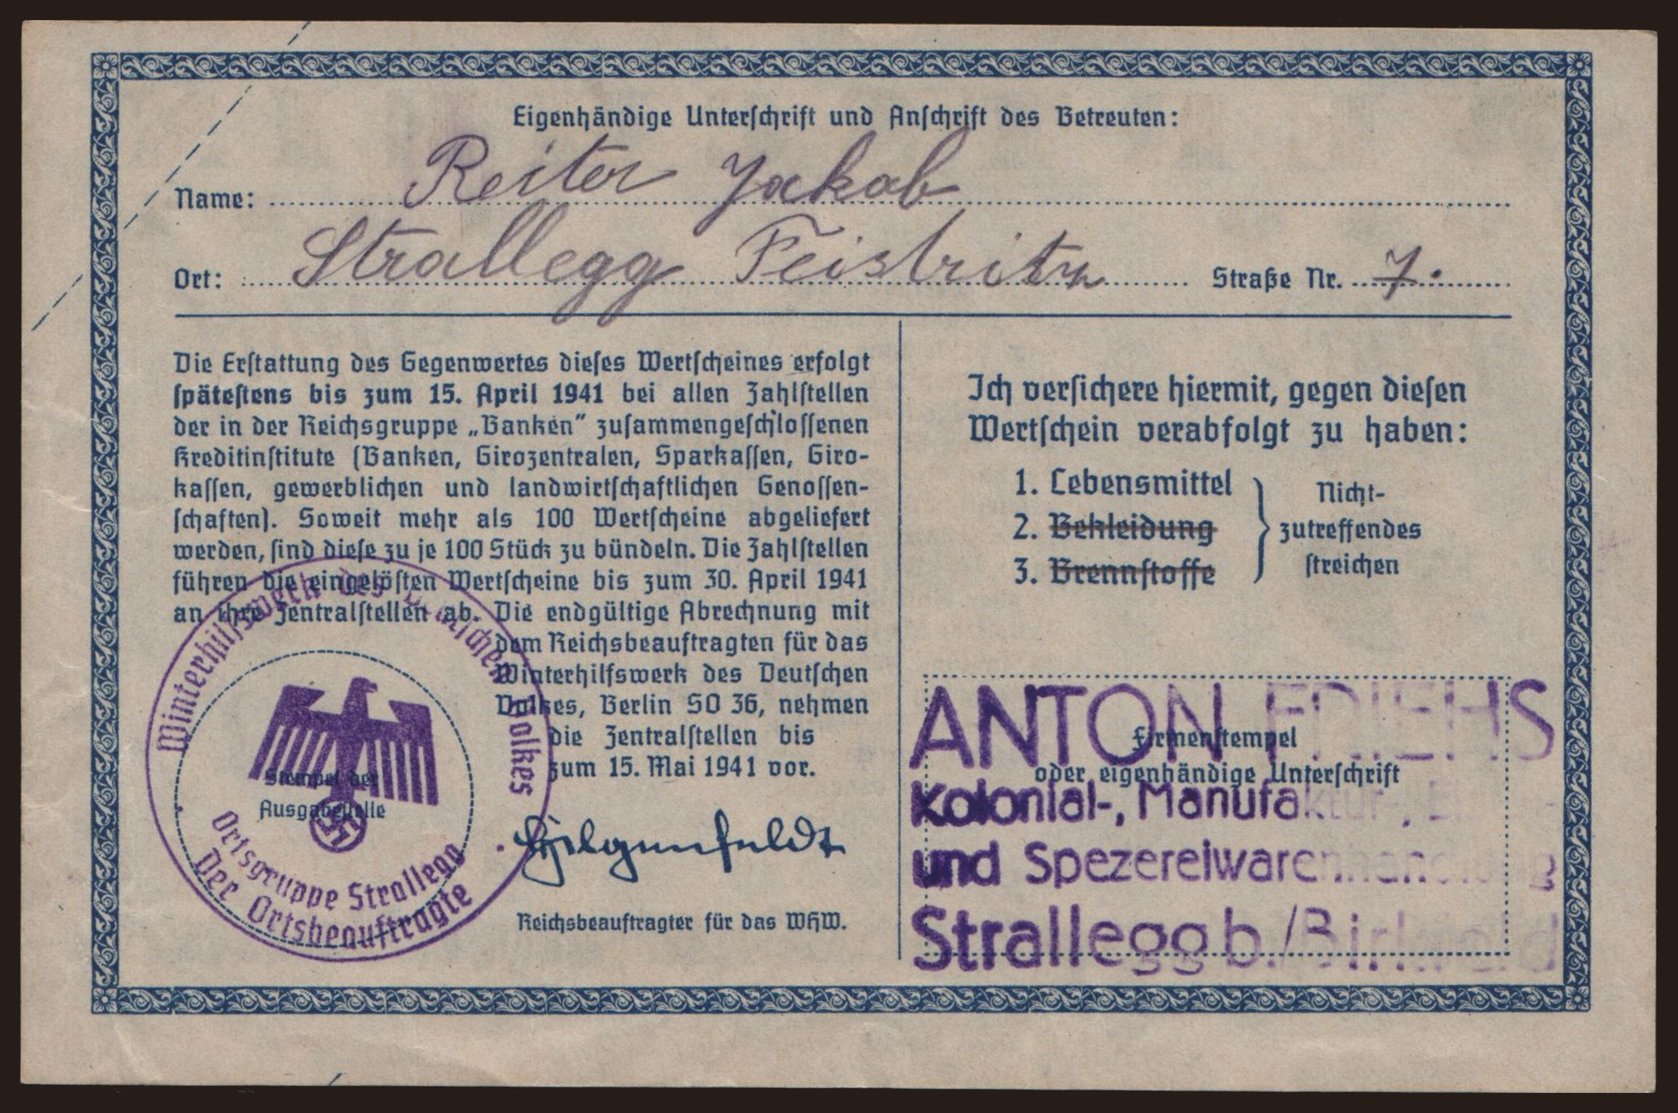 Eigenhändige Unterschrift und Anschrift des Betreuten:
Name: Reiter Jakob
Ort: Strallegg Feistritz Straße Nr. 7.
Die Erstattung des Gegenwertes dieses Wertscheines erfolgt
spätestens bis zum 15. April 1941 bei allen Zahlstellen
der in der Reichsgruppe „Banken" zusammengeschlossenen
Kreditinstitute (Banken, Girozentralen, Sparkassen, Giro-
kassen, gewerblichen und landwirtschaftlichen Genossen-
schaften). Soweit mehr als 100 Wertscheine abgeliefert
werden, sind diese zu je 100 Stück zu bündeln. Die Zahlstellen
führen die eingelösten Wertscheine bis zum 30. April 1941
an ihre Zentralstellen ab. Die endgültige Abrechnung mit
dem Reichsbeauftragten für das
Winterhilfswerk des Deutschen
Volkes, Berlin SO 36, nehmen
die Zentralstellen bis
zum 15. Mai 1941 vor.
Hilgenfeldt
Reichsbeauftragter für das WHW.
Winterhilfswerk des Deutschen Volkes
Stempel der
Ausgabestelle
Ortsgruppe Strallegg
Der Ortsbeauftragte
Ich versichere hiermit, gegen diesen
Wertschein verabfolgt zu haben:
1. Lebensmittel
2. Bekleidung
3. Brennstoffe
Nicht-
zutreffendes
streichen
Firmenstempel
oder eigenhändige Unterschrift
ANTON FRIEHS
Kolonial-, Manufaktur-,
und Spezereiwarenhandlung
Strallegg b./Birkfeld